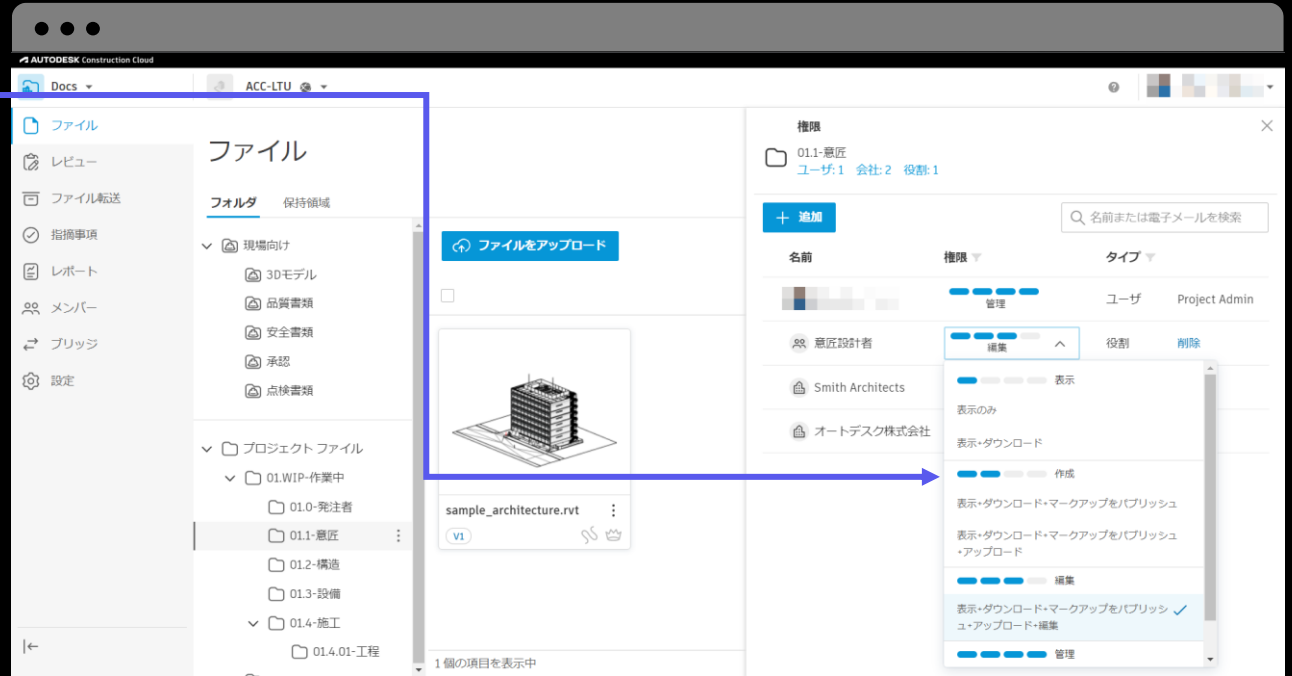 AUTODESK Construction Cloud
Docs
ACC-LTU
ファイル
レビュー
ファイル転送
指摘事項
レポート
メンバー
ブリッジ
設定
ファイル
フォルダ
保持領域
現場向け
3Dモデル
品質書類
安全書類
承認
点検書類
プロジェクト ファイル
01.WIP-作業中
01.0-発注者
01.1-意匠
01.2-構造
01.3-設備
01.4-施工
01.4.01-工程
ファイルをアップロード
sample_architecture.rvt
V1
1 個の項目を表示中
権限
01.1-意匠
ユーザ: 1 会社: 2 役割: 1
+ 追加
名前または電子メールを検索
名前 権限 タイプ
管理 ユーザ Project Admin
意匠設計者 編集 役割 削除
Smith Architects
オートデスク株式会社
表示
表示のみ
表示+ダウンロード
作成
表示+ダウンロード+マークアップをパブリッシュ
表示+ダウンロード+マークアップをパブリッシュ
+アップロード
編集
表示+ダウンロード+マークアップをパブリッシ
ュ+アップロード+編集
管理